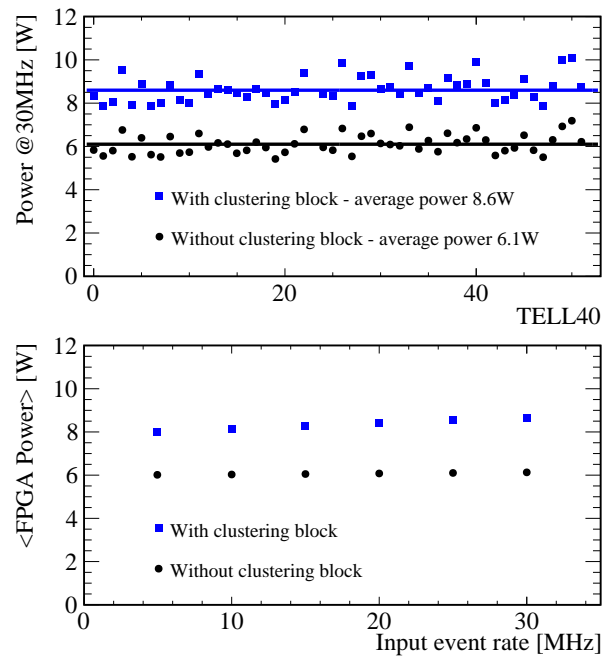 Power @30MHz [W]
12
10
8
6
4
2
0
With clustering block - average power 8.6W
Without clustering block - average power 6.1W
0
20
40
TELL40
<FPGA Power> [W]
12
10
8
6
4
2
0
With clustering block
Without clustering block
0
10
20
30
Input event rate [MHz]